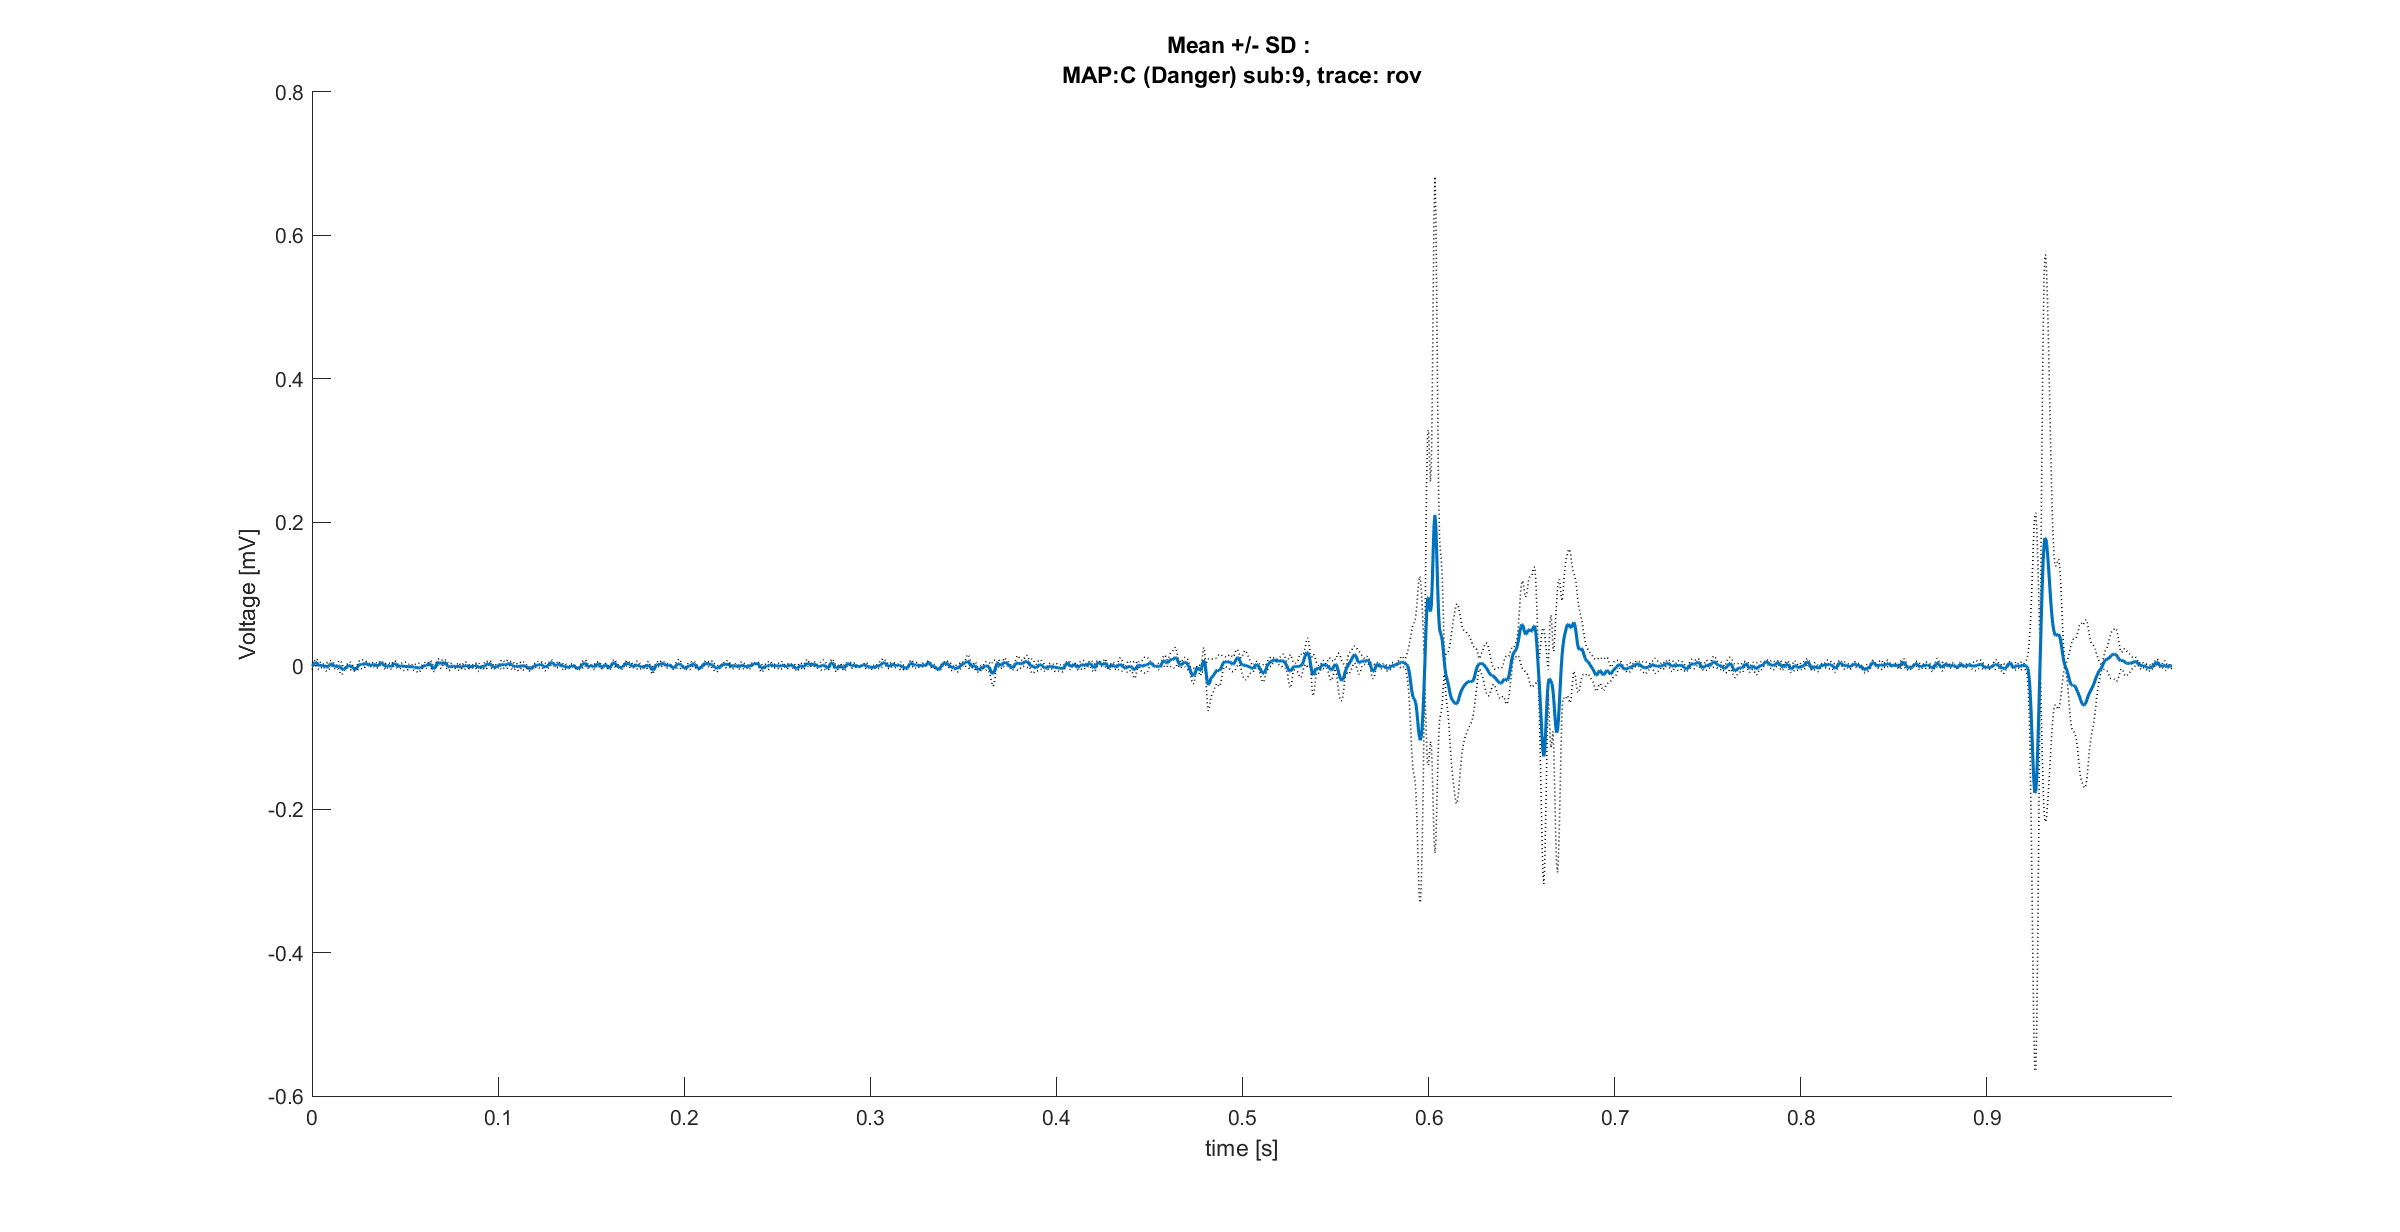 Mean +/- SD :
MAP:C (Danger) sub:9, trace: rov
0.8
0.6
0.4
0.2
0
-0.2
-0.4
-0.6
Voltage [mV]
0 0.1 0.2 0.3 0.4 0.5 0.6 0.7 0.8 0.9
time [s]